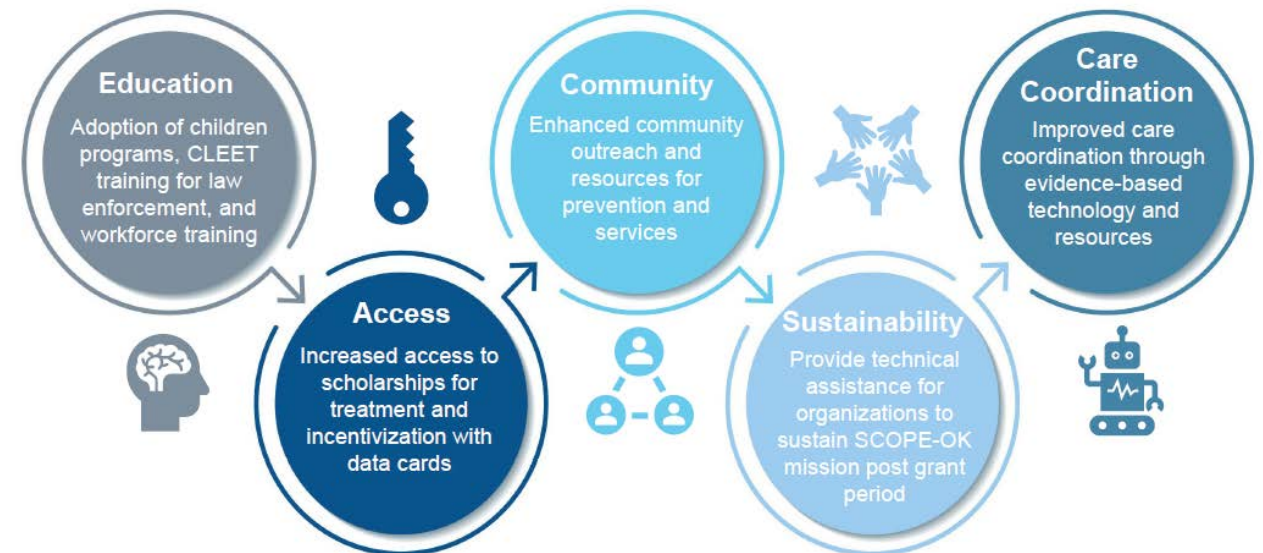 Education
Adoption of children
programs, CLEET
training for law
enforcement, and
workforce training
Access
Increased access to
scholarships for
treatment and
incentivization with
data cards
Community
Enhanced community
outreach and
resources for
prevention and
services
Sustainability
Provide technical
assistance for
organizations to
sustain SCOPE-OK
mission post grant
period
Care
Coordination
Improved care
coordination through
evidence-based
technology and
resources